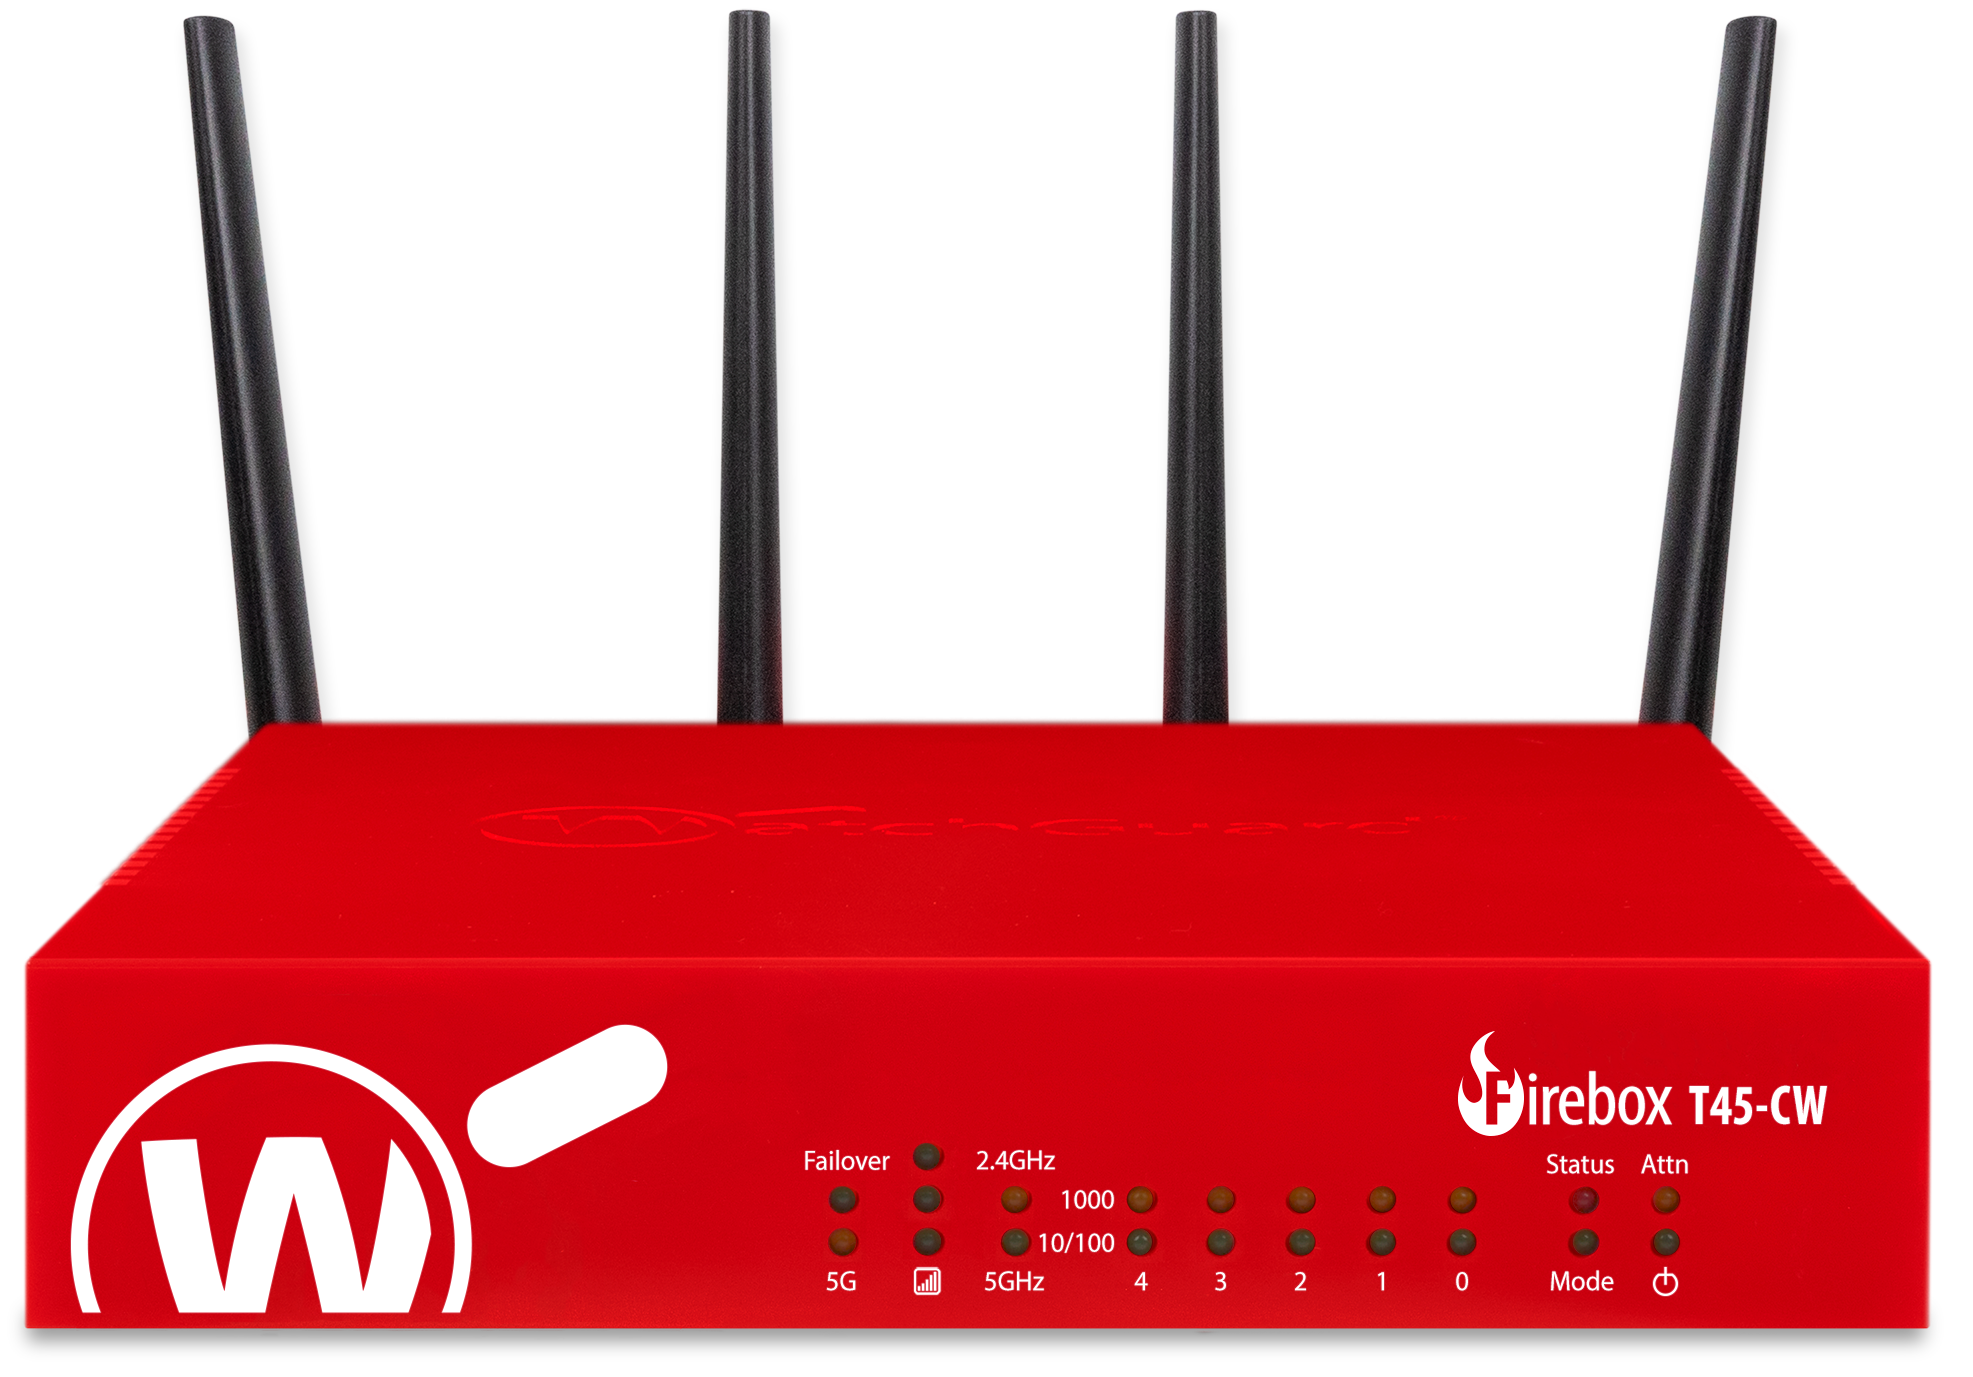 WatchGuard
W
Firebox T45-CW
Failover 2.4GHz Status Attn
1000
10/100
5G 5GHz 4 3 2 1 0 Mode